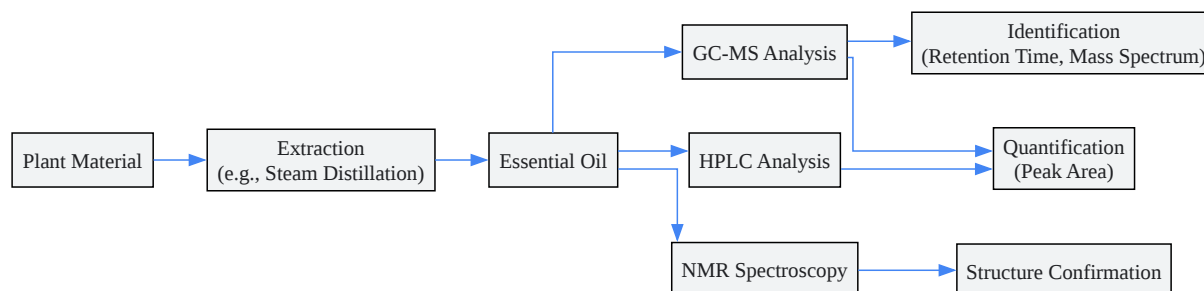 Plant Material
Extraction
(e.g., Steam Distillation)
Essential Oil
GC-MS Analysis
HPLC Analysis
NMR Spectroscopy
Identification
(Retention Time, Mass Spectrum)
Quantification
(Peak Area)
Structure Confirmation